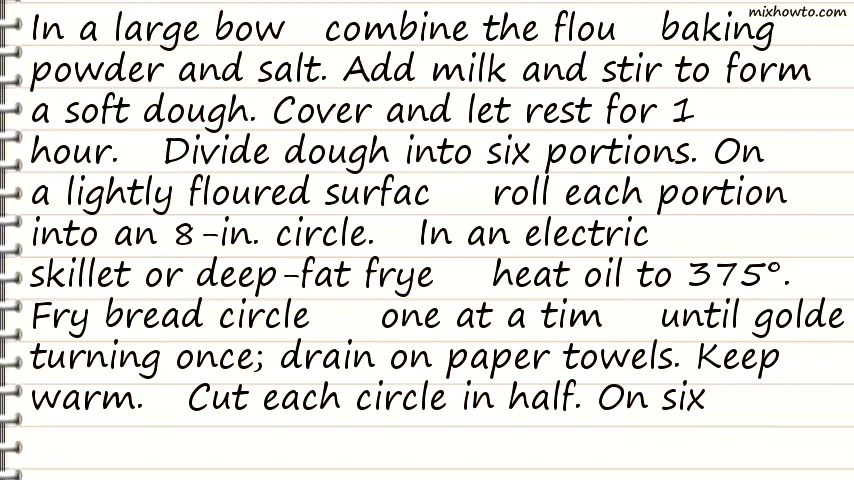 mixhowto.com
In a large bow combine the flou baking
powder and salt. Add milk and stir to form
a soft dough. Cover and let rest for 1
hour. Divide dough into six portions. On
a lightly floured surfac roll each portion
into an 8-in. circle. In an electric
skillet or deep-fat frye heat oil to 375°.
Fry bread circle one at a tim until golde
turning once; drain on paper towels. Keep
warm. Cut each circle in half. On six